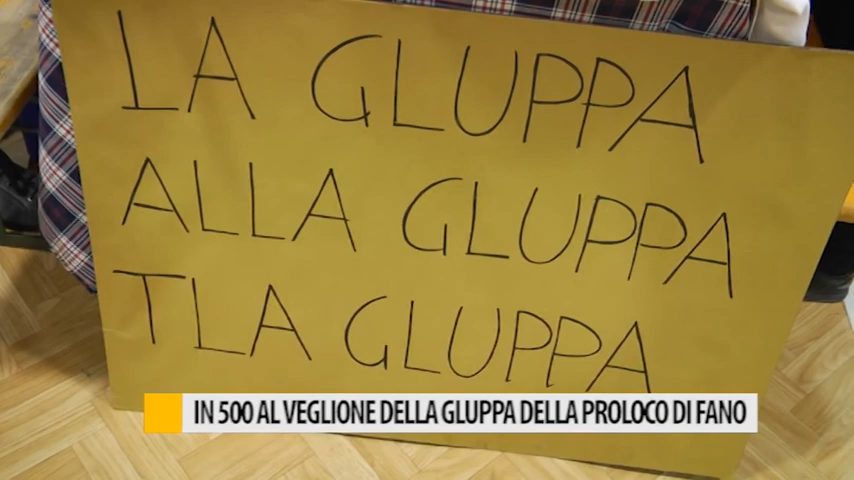 LA GLUPPA
ALLA GLUPPA
TLA GLUPPA
IN 500 AL VEGLIONE DELLA GLUPPA DELLA PROLOCO DI FANO